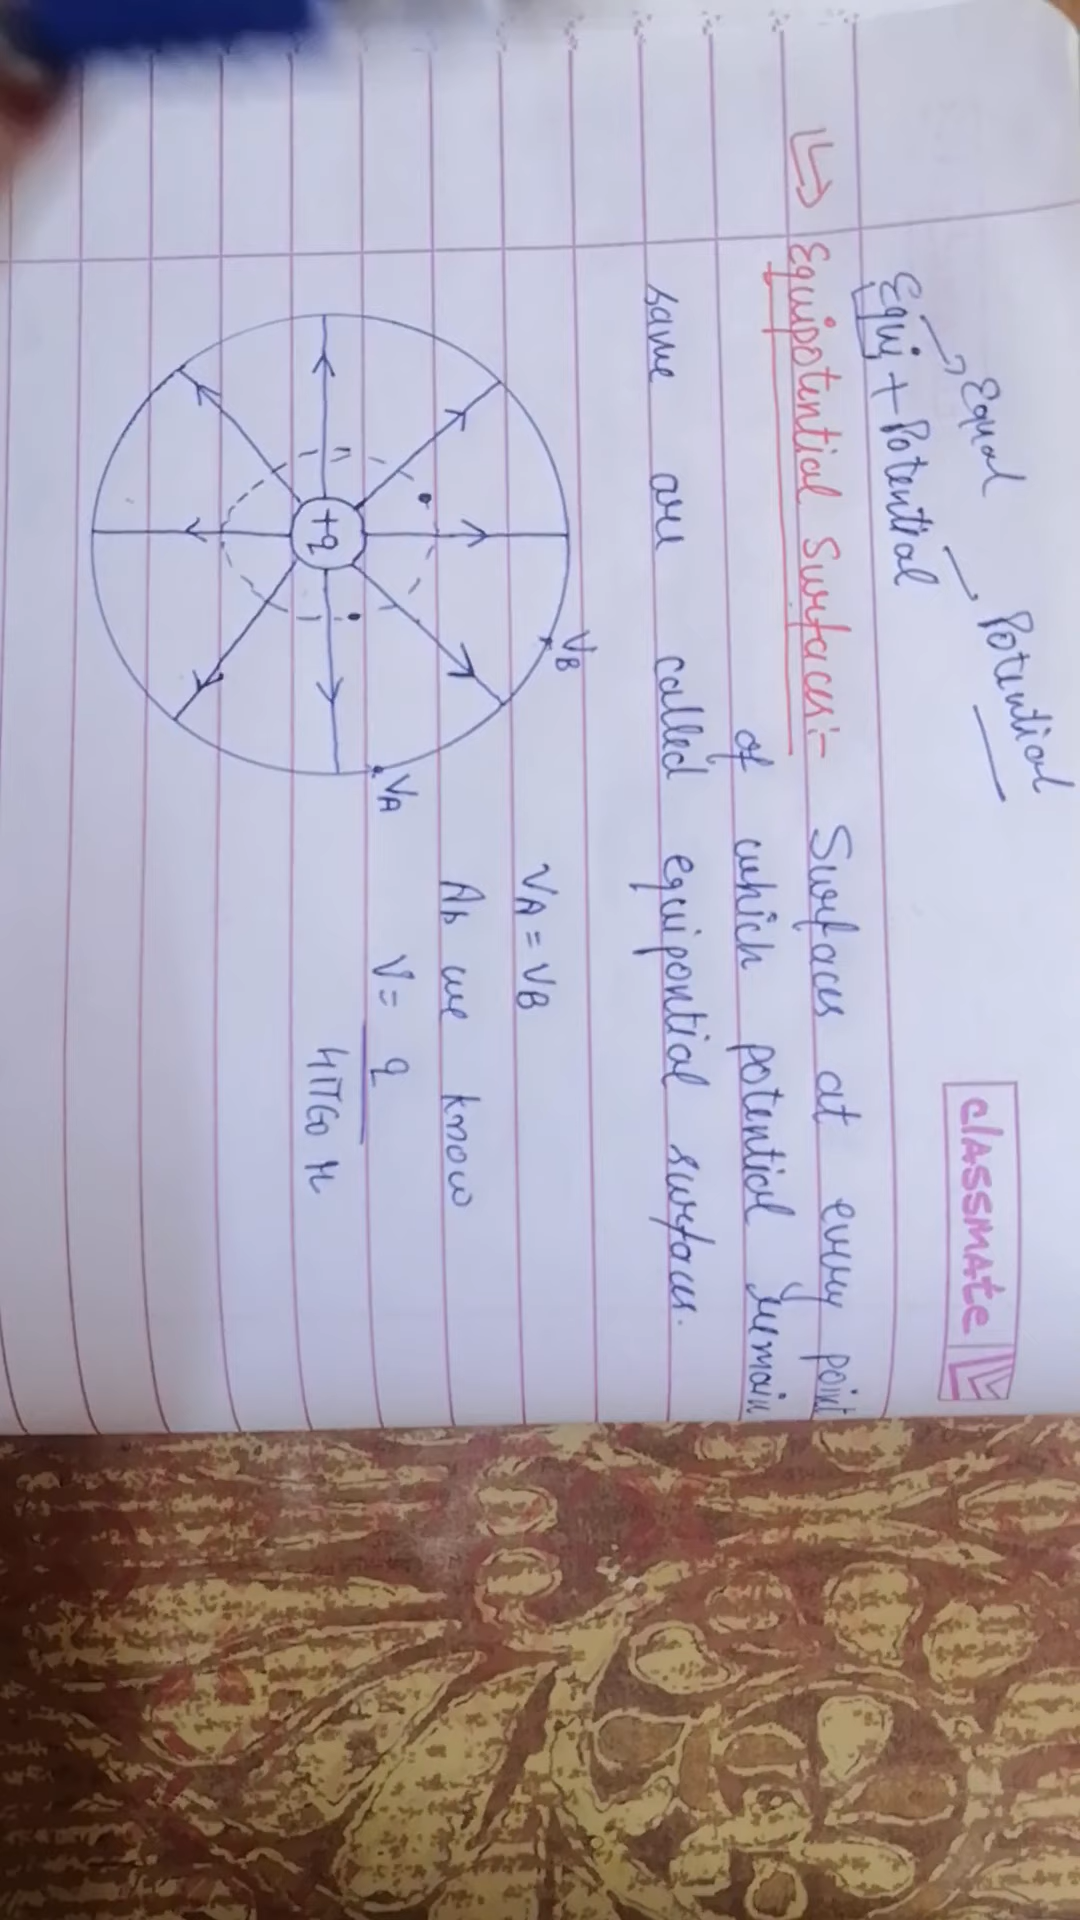 Equal Potential
classmate
Equi + Potential
Equipotential Surfaces:- Surfaces at every point
of which potential remain
same are called equipontial surfaces.
VB
VA = VB
As we know
VA
V = q
+q
4πε0 r